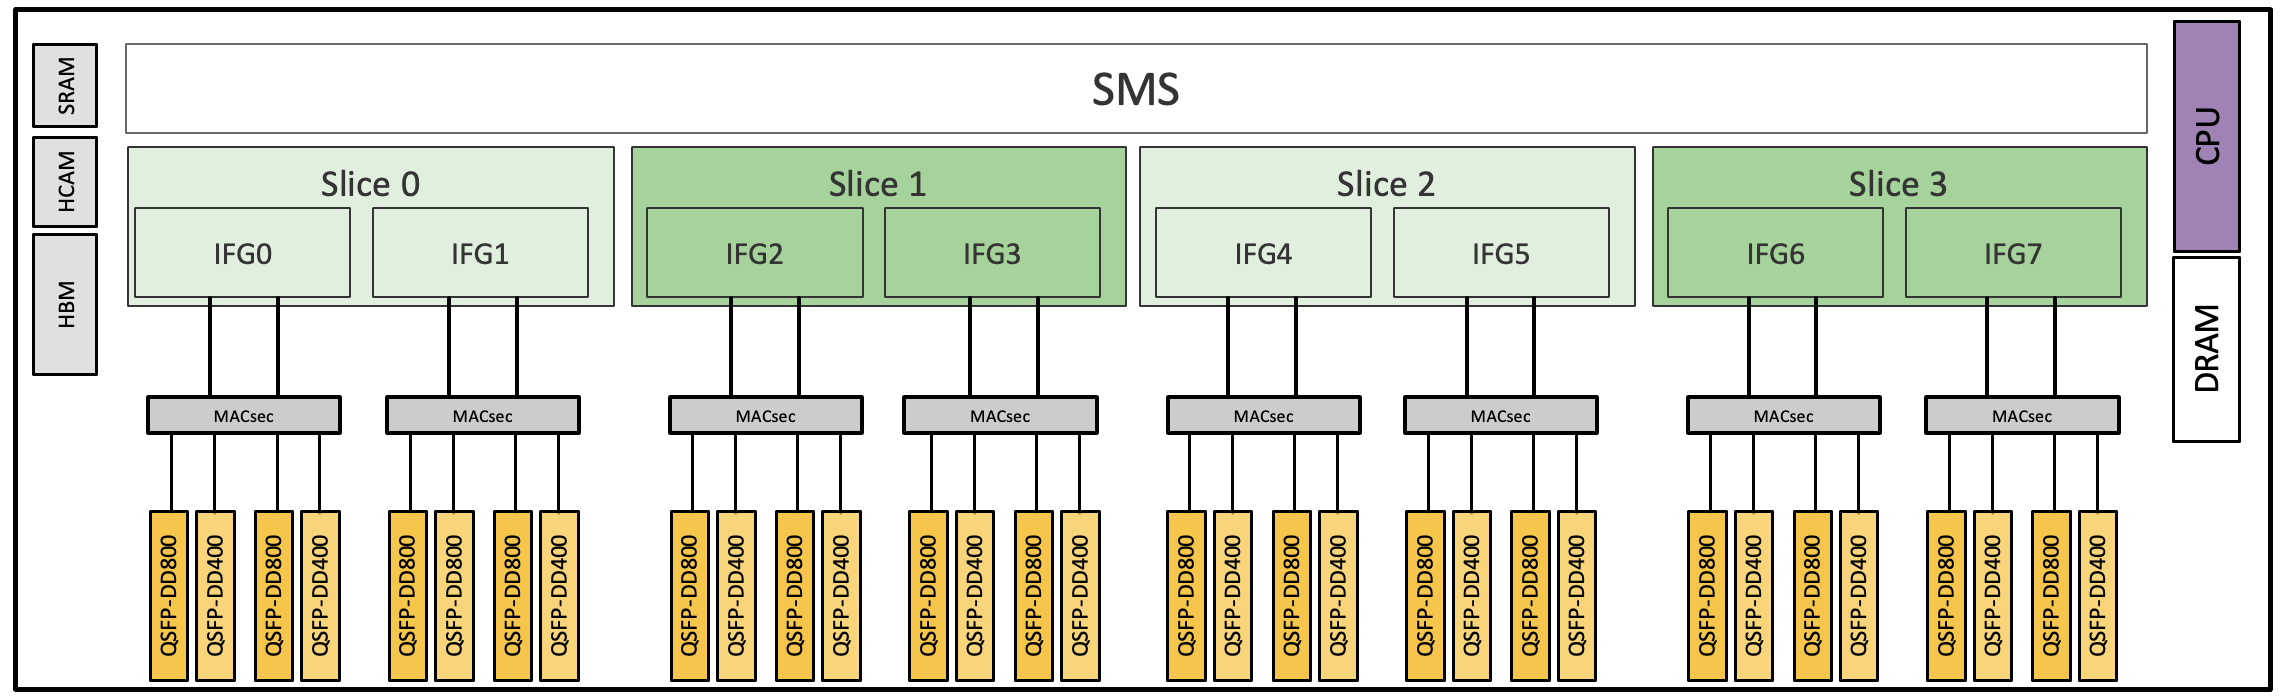 SMS
SRAM
HCAM
HBM
CPU
DRAM
Slice 0
Slice 1
Slice 2
Slice 3
IFG0
IFG1
IFG2
IFG3
IFG4
IFG5
IFG6
IFG7
MACsec
MACsec
MACsec
MACsec
MACsec
MACsec
MACsec
MACsec
QSFP-DD800
QSFP-DD400
QSFP-DD800
QSFP-DD400
QSFP-DD800
QSFP-DD800
QSFP-DD800
QSFP-DD400
QSFP-DD800
QSFP-DD400
QSFP-DD800
QSFP-DD400
QSFP-DD800
QSFP-DD400
QSFP-DD800
QSFP-DD400
QSFP-DD800
QSFP-DD400
QSFP-DD800
QSFP-DD400
QSFP-DD800
QSFP-DD400
QSFP-DD800
QSFP-DD400
QSFP-DD800
QSFP-DD400
QSFP-DD800
QSFP-DD400
QSFP-DD800
QSFP-DD400
QSFP-DD800
QSFP-DD400